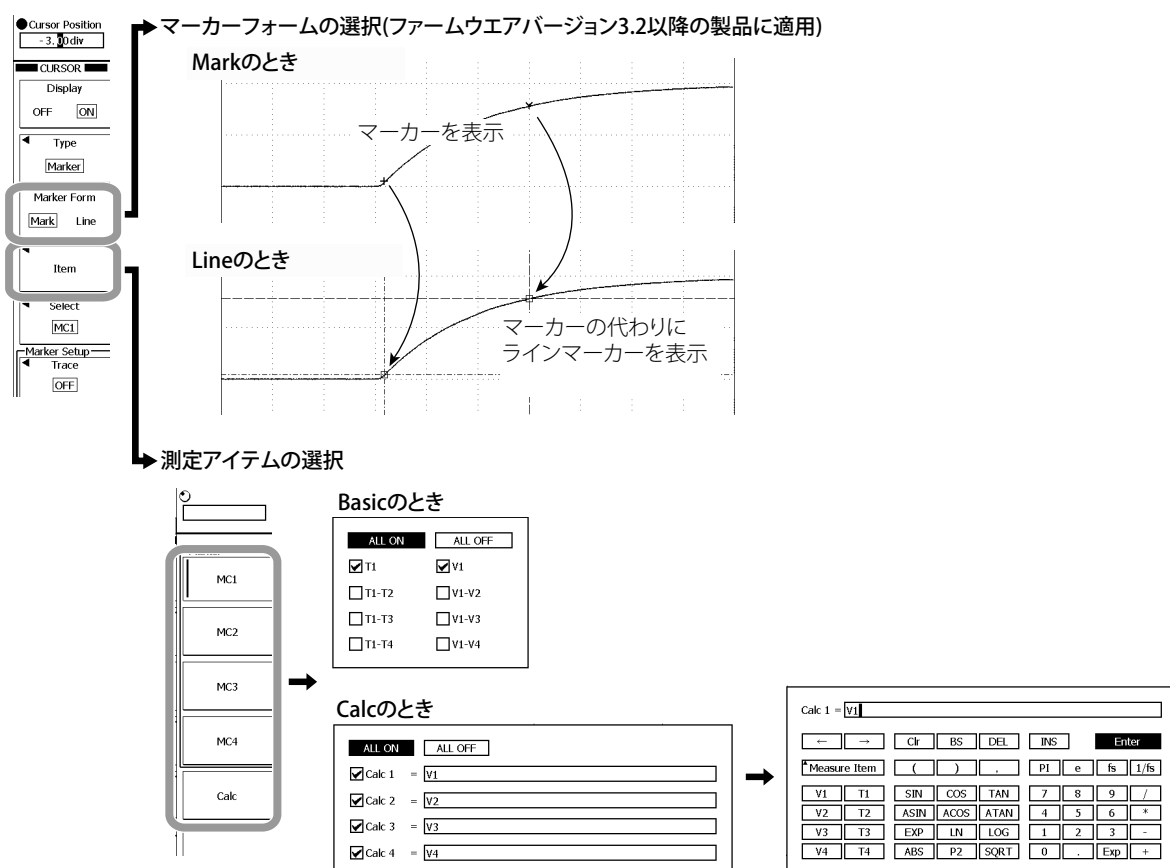 Cursor Position
-3.00div
CURSOR
Display
OFF ON
Type
Marker
Marker Form
Mark Line
Item
Select
MC1
Marker Setup
Trace
OFF
マーカーフォームの選択(ファームウエアバージョン3.2以降の製品に適用)
Markのとき
マーカーを表示
Lineのとき
マーカーの代わりに
ラインマーカーを表示
測定アイテムの選択
MC1
MC2
MC3
MC4
Calc
Basicのとき
ALL ON ALL OFF
T1 V1
T1-T2 V1-V2
T1-T3 V1-V3
T1-T4 V1-V4
Calcのとき
ALL ON ALL OFF
Calc 1 = V1
Calc 2 = V2
Calc 3 = V3
Calc 4 = V4
Calc 1 = V1
← → Clr BS DEL INS Enter
Measure Item ( ) , PI e fs 1/fs
V1 T1 SIN COS TAN 7 8 9 /
V2 T2 ASIN ACOS ATAN 4 5 6 *
V3 T3 EXP LN LOG 1 2 3 -
V4 T4 ABS P2 SQRT 0 . Exp +